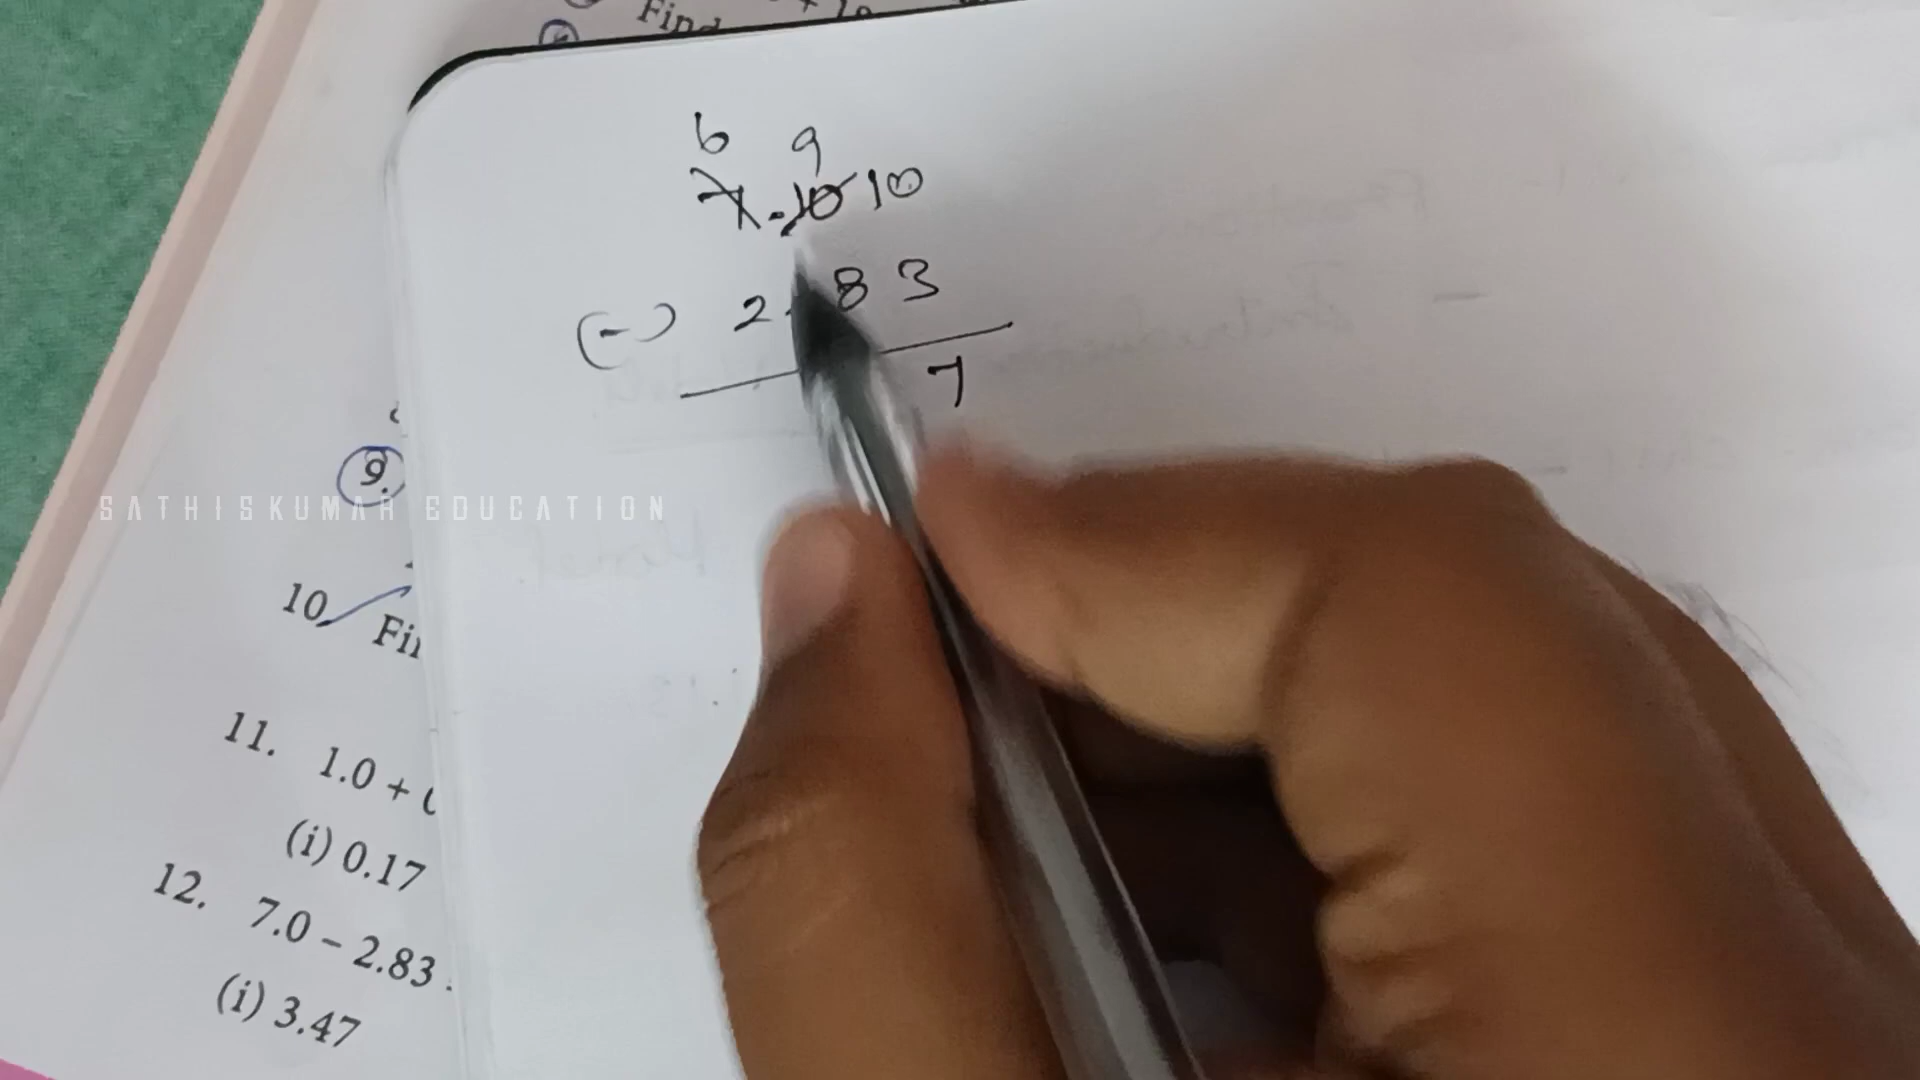 Find
6 9
7.10 10
(-) 2.83
7
9.
SATHISKUMAR EDUCATION
10
11. 1.0 +
(i) 0.17
12. 7.0 – 2.83
(i) 3.47